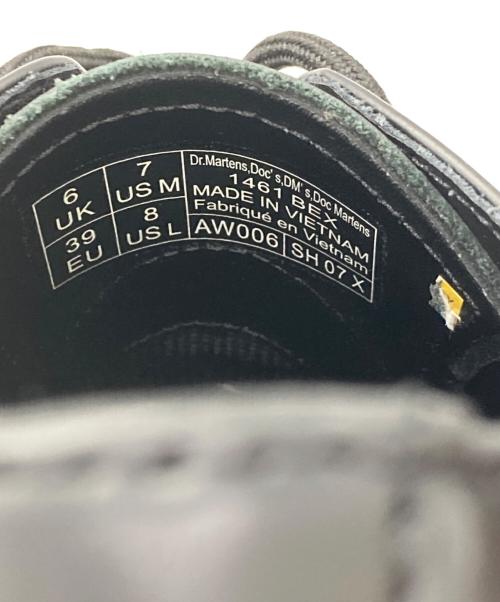 6
UK
7
US M
39
EU
8
US L
Dr.Martens,Doc's,DM's,Doc Martens
1461 BEX
MADE IN VIETNAM
Fabriqué en Vietnam
AW006
SH 07 X